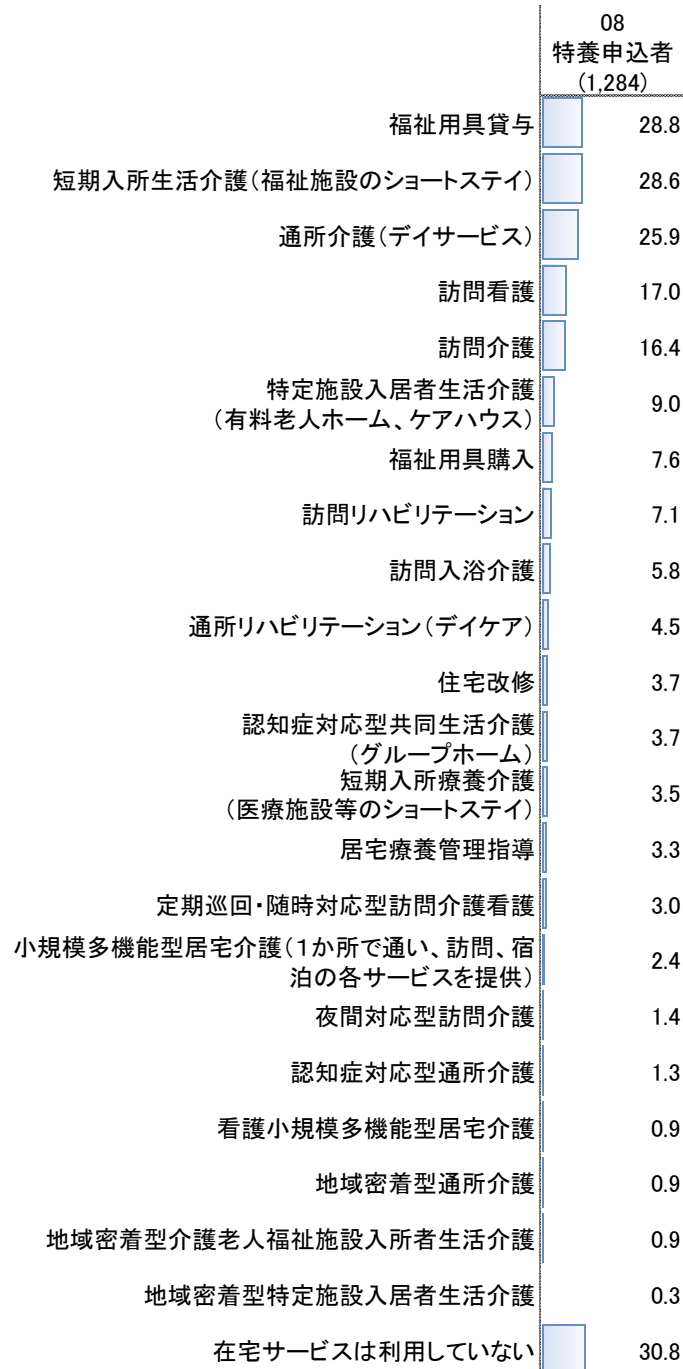 08
特養申込者
(1,284)
福祉用具貸与 28.8
短期入所生活介護(福祉施設のショートステイ) 28.6
通所介護(デイサービス) 25.9
訪問看護 17.0
訪問介護 16.4
特定施設入居者生活介護
(有料老人ホーム、ケアハウス) 9.0
福祉用具購入 7.6
訪問リハビリテーション 7.1
訪問入浴介護 5.8
通所リハビリテーション(デイケア) 4.5
住宅改修 3.7
認知症対応型共同生活介護
(グループホーム) 3.7
短期入所療養介護
(医療施設等のショートステイ) 3.5
居宅療養管理指導 3.3
定期巡回・随時対応型訪問介護看護 3.0
小規模多機能型居宅介護(1か所で通い、訪問、宿
泊の各サービスを提供) 2.4
夜間対応型訪問介護 1.4
認知症対応型通所介護 1.3
看護小規模多機能型居宅介護 0.9
地域密着型通所介護 0.9
地域密着型介護老人福祉施設入所者生活介護 0.9
地域密着型特定施設入居者生活介護 0.3
在宅サービスは利用していない 30.8